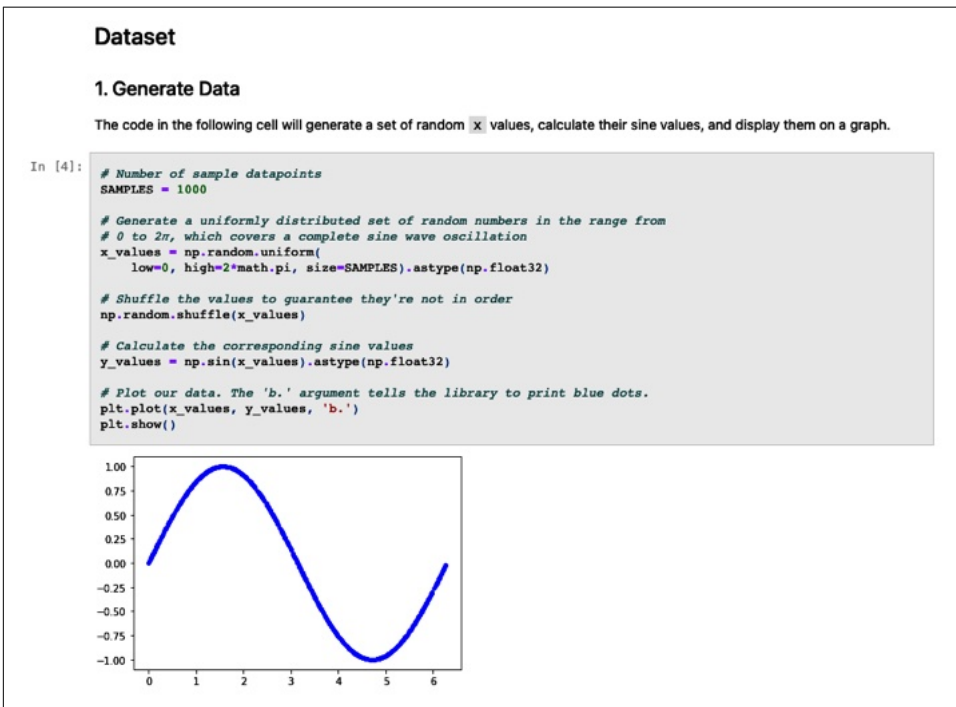 Dataset
1. Generate Data
The code in the following cell will generate a set of random x values, calculate their sine values, and display them on a graph.
In [4]:
# Number of sample datapoints
SAMPLES = 1000
# Generate a uniformly distributed set of random numbers in the range from
# 0 to 2π, which covers a complete sine wave oscillation
x_values = np.random.uniform(
    low=0, high=2*math.pi, size=SAMPLES).astype(np.float32)
# Shuffle the values to guarantee they're not in order
np.random.shuffle(x_values)
# Calculate the corresponding sine values
y_values = np.sin(x_values).astype(np.float32)
# Plot our data. The 'b.' argument tells the library to print blue dots.
plt.plot(x_values, y_values, 'b.')
plt.show()
1.00
0.75
0.50
0.25
0.00
−0.25
−0.50
−0.75
−1.00
0 1 2 3 4 5 6